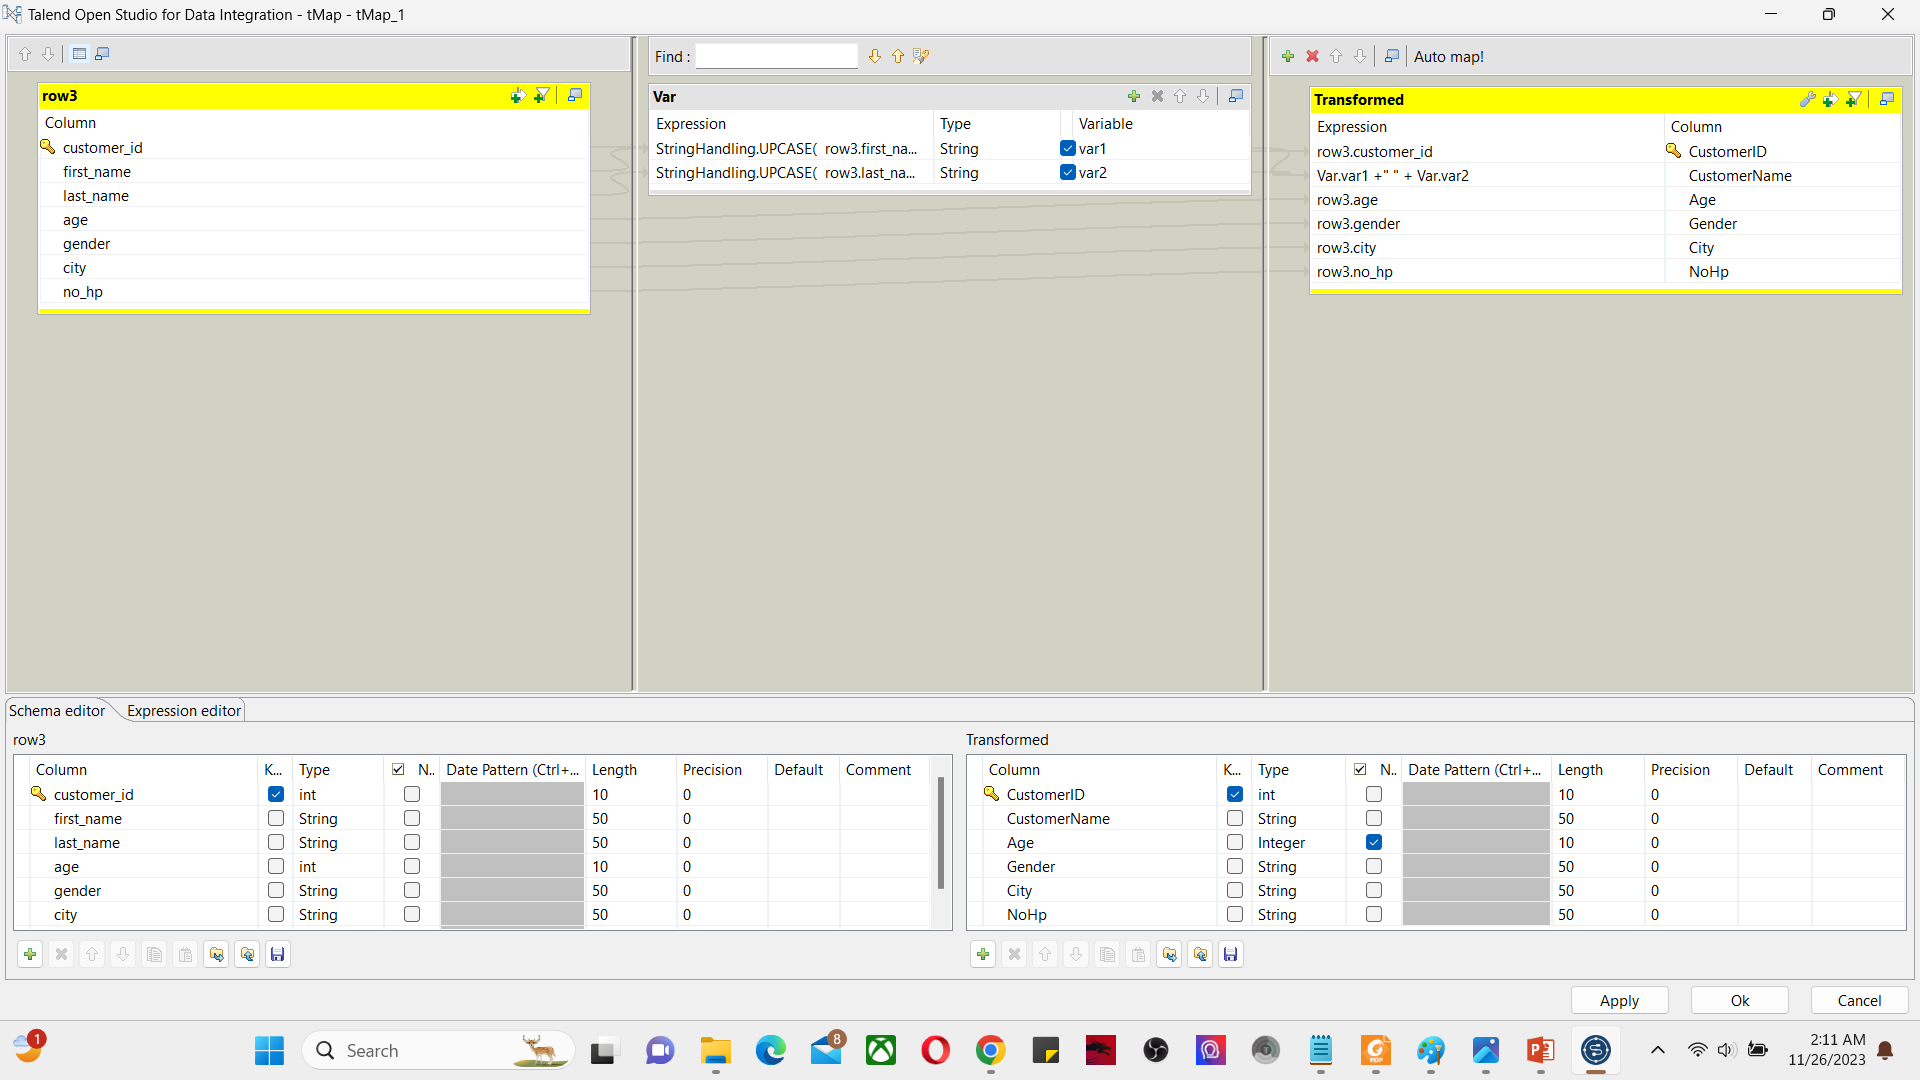 Talend Open Studio for Data Integration - tMap - tMap_1
Find :
Auto map!
row3
Column
customer_id
first_name
last_name
age
gender
city
no_hp
Var
Expression Type Variable
StringHandling.UPCASE( row3.first_na... String var1
StringHandling.UPCASE( row3.last_na... String var2
Transformed
Expression Column
row3.customer_id CustomerID
Var.var1 +" " + Var.var2 CustomerName
row3.age Age
row3.gender Gender
row3.city City
row3.no_hp NoHp
Schema editor Expression editor
row3
Column K... Type N.. Date Pattern (Ctrl+... Length Precision Default Comment
customer_id int 10 0
first_name String 50 0
last_name String 50 0
age int 10 0
gender String 50 0
city String 50 0
Transformed
Column K... Type N.. Date Pattern (Ctrl+... Length Precision Default Comment
CustomerID int 10 0
CustomerName String 50 0
Age Integer 10 0
Gender String 50 0
City String 50 0
NoHp String 50 0
Apply Ok Cancel
1
Search
8
PDF
2:11 AM
11/26/2023